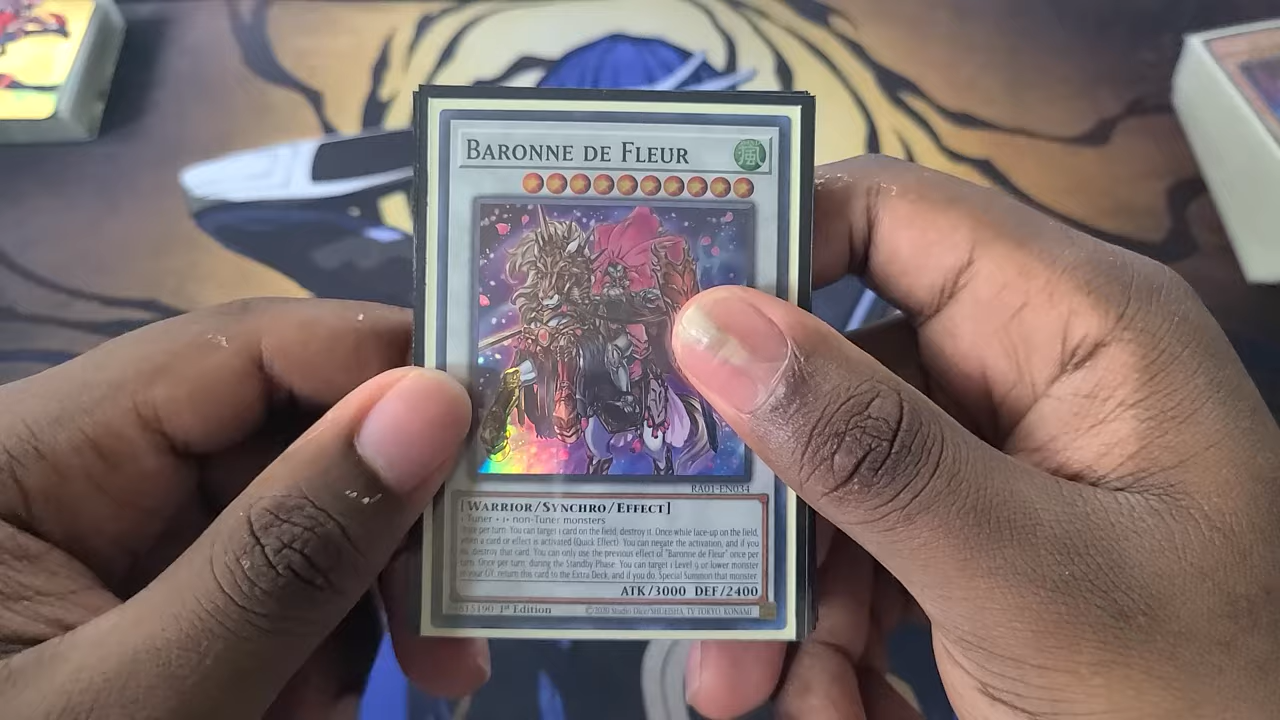 BARONNE DE FLEUR
風
RA01-EN034
[WARRIOR/SYNCHRO/EFFECT]
1 Tuner + 1+ non-Tuner monsters
per turn: You can target 1 card on the field; destroy it. Once while face-up on the field,
when a card or effect is activated (Quick Effect): You can negate the activation, and if you
do, destroy that card. You can only use the previous effect of "Baronne de Fleur" once per
turn. Once per turn, during the Standby Phase: You can target 1 Level 9 or lower monster
in your GY; return this card to the Extra Deck, and if you do, Special Summon that monster.
ATK/3000 DEF/2400
1st Edition
©2020 Studio Dice/SHUEISHA, TV TOKYO, KONAMI